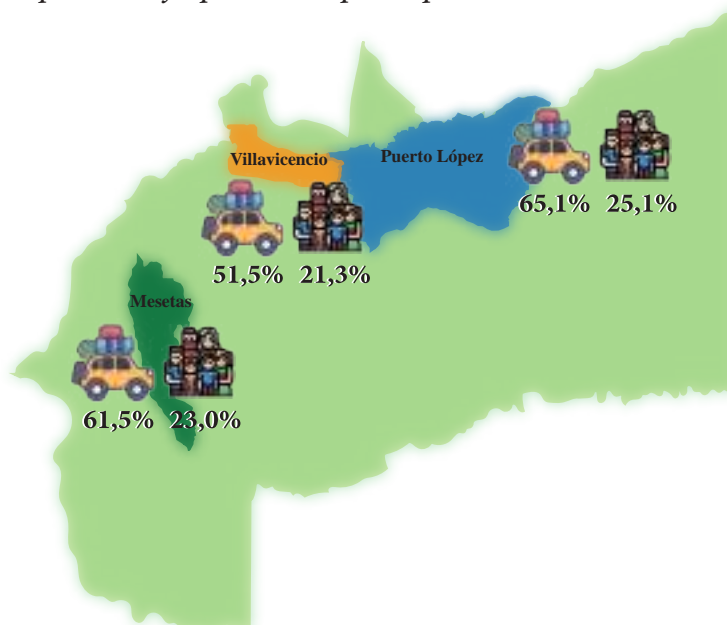 Villavicencio
Puerto López
65,1% 25,1%
51,5% 21,3%
Mesetas
61,5% 23,0%